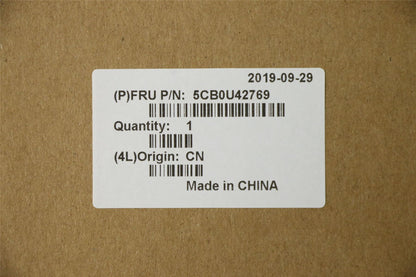 2019-09-29
(P)FRU P/N: 5CB0U42769
Quantity: 1
(4L)Origin: CN
Made in CHINA